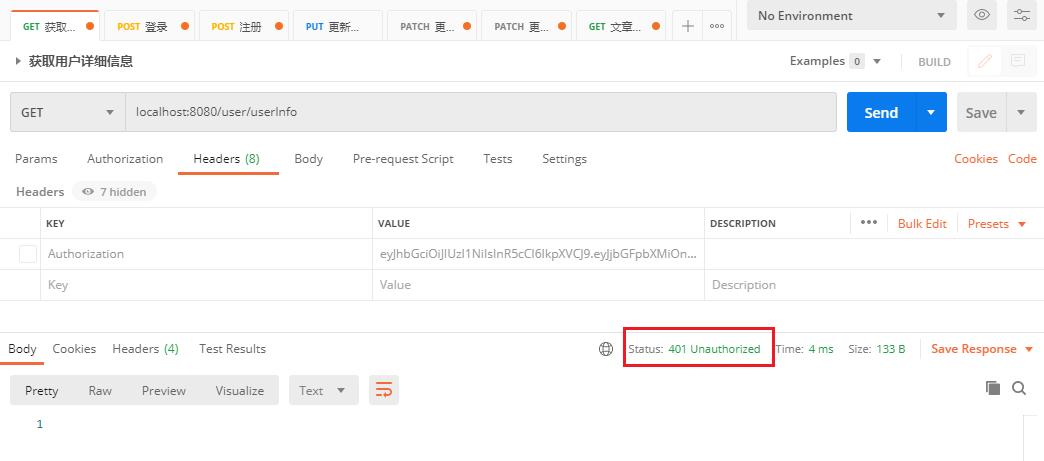 GET 获取... POST 登录 POST 注册 PUT 更新... PATCH 更... PATCH 更... GET 文章... No Environment
获取用户详细信息 Examples 0 BUILD
GET localhost:8080/user/userInfo Send Save
Params Authorization Headers (8) Body Pre-request Script Tests Settings Cookies Code
Headers 7 hidden
KEY VALUE DESCRIPTION Bulk Edit Presets
Authorization eyJhbGciOiJIUzI1NiIsInR5cCI6IkpXVCJ9.eyJjbGFpbXMiOn...
Key Value Description
Body Cookies Headers (4) Test Results Status: 401 Unauthorized Time: 4 ms Size: 133 B Save Response
Pretty Raw Preview Visualize Text
1